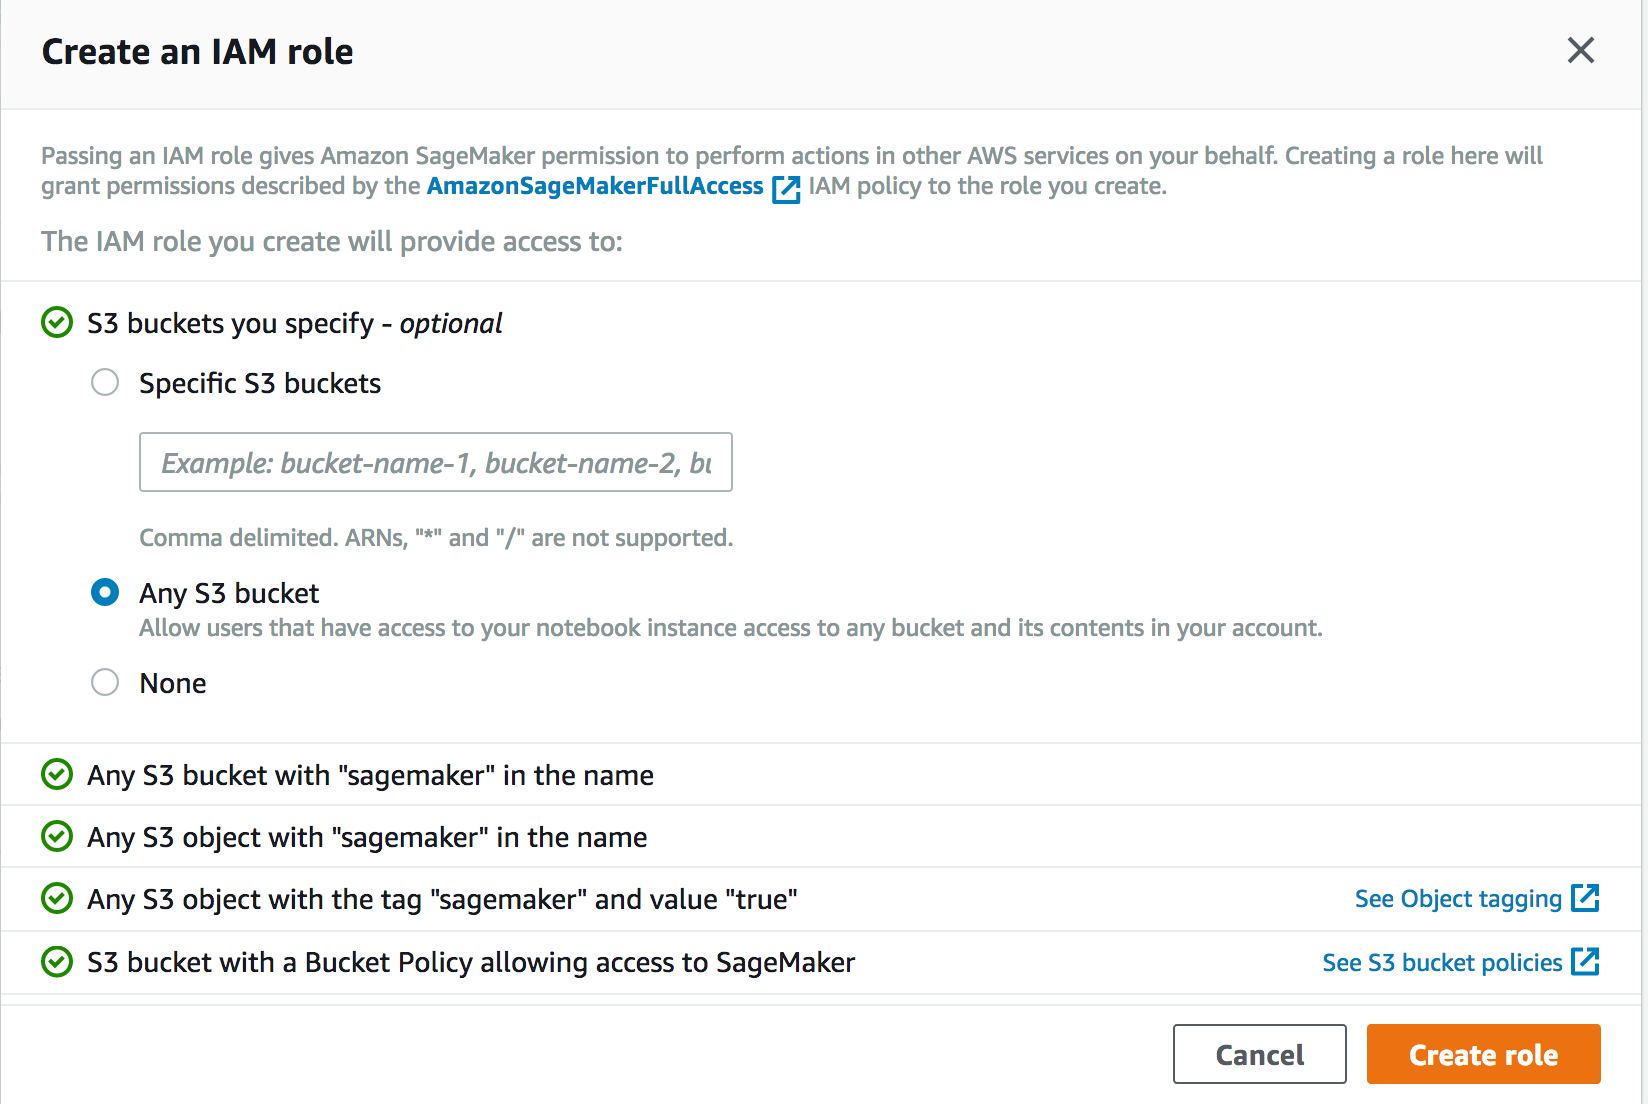 Create an IAM role
Passing an IAM role gives Amazon SageMaker permission to perform actions in other AWS services on your behalf. Creating a role here will
grant permissions described by the AmazonSageMakerFullAccess IAM policy to the role you create.
The IAM role you create will provide access to:
S3 buckets you specify - optional
Specific S3 buckets
Example: bucket-name-1, bucket-name-2, bu
Comma delimited. ARNs, "*" and "/" are not supported.
Any S3 bucket
Allow users that have access to your notebook instance access to any bucket and its contents in your account.
None
Any S3 bucket with "sagemaker" in the name
Any S3 object with "sagemaker" in the name
Any S3 object with the tag "sagemaker" and value "true" See Object tagging
S3 bucket with a Bucket Policy allowing access to SageMaker See S3 bucket policies
Cancel Create role